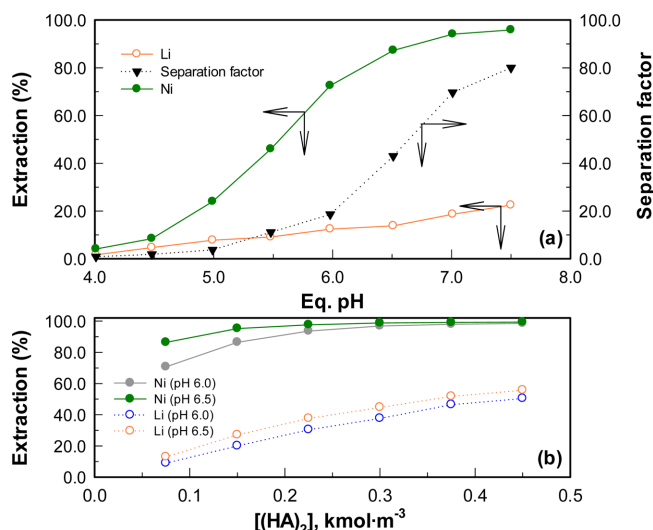 100.0
80.0
60.0
40.0
20.0
0.0
Extraction (%)
Li
Separation factor
Ni
100.0
80.0
60.0
40.0
20.0
0.0
Separation factor
(a)
4.0 5.0 6.0 7.0 8.0
Eq. pH
100.0
80.0
60.0
40.0
20.0
0.0
Extraction (%)
Ni (pH 6.0)
Ni (pH 6.5)
Li (pH 6.0)
Li (pH 6.5)
(b)
0.0 0.1 0.2 0.3 0.4 0.5
[(HA)₂], kmol·m⁻³